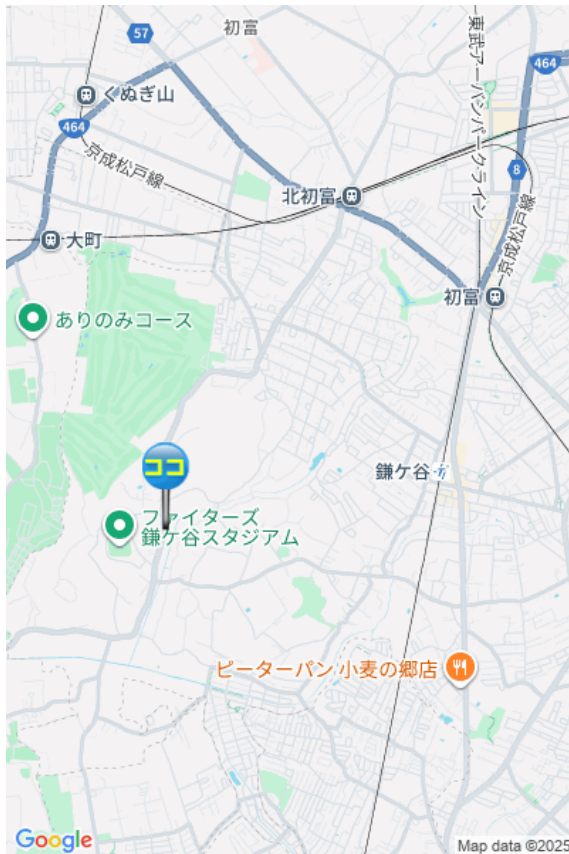 57
初富
東武アーバンパークライン
464
くぬぎ山
464
京成松戸線
8
北初富
京成松戸線
大町
初富
ありのみコース
ココ
鎌ケ谷
ファイターズ
鎌ケ谷スタジアム
ピーターパン 小麦の郷店
Google
Map data ©2025